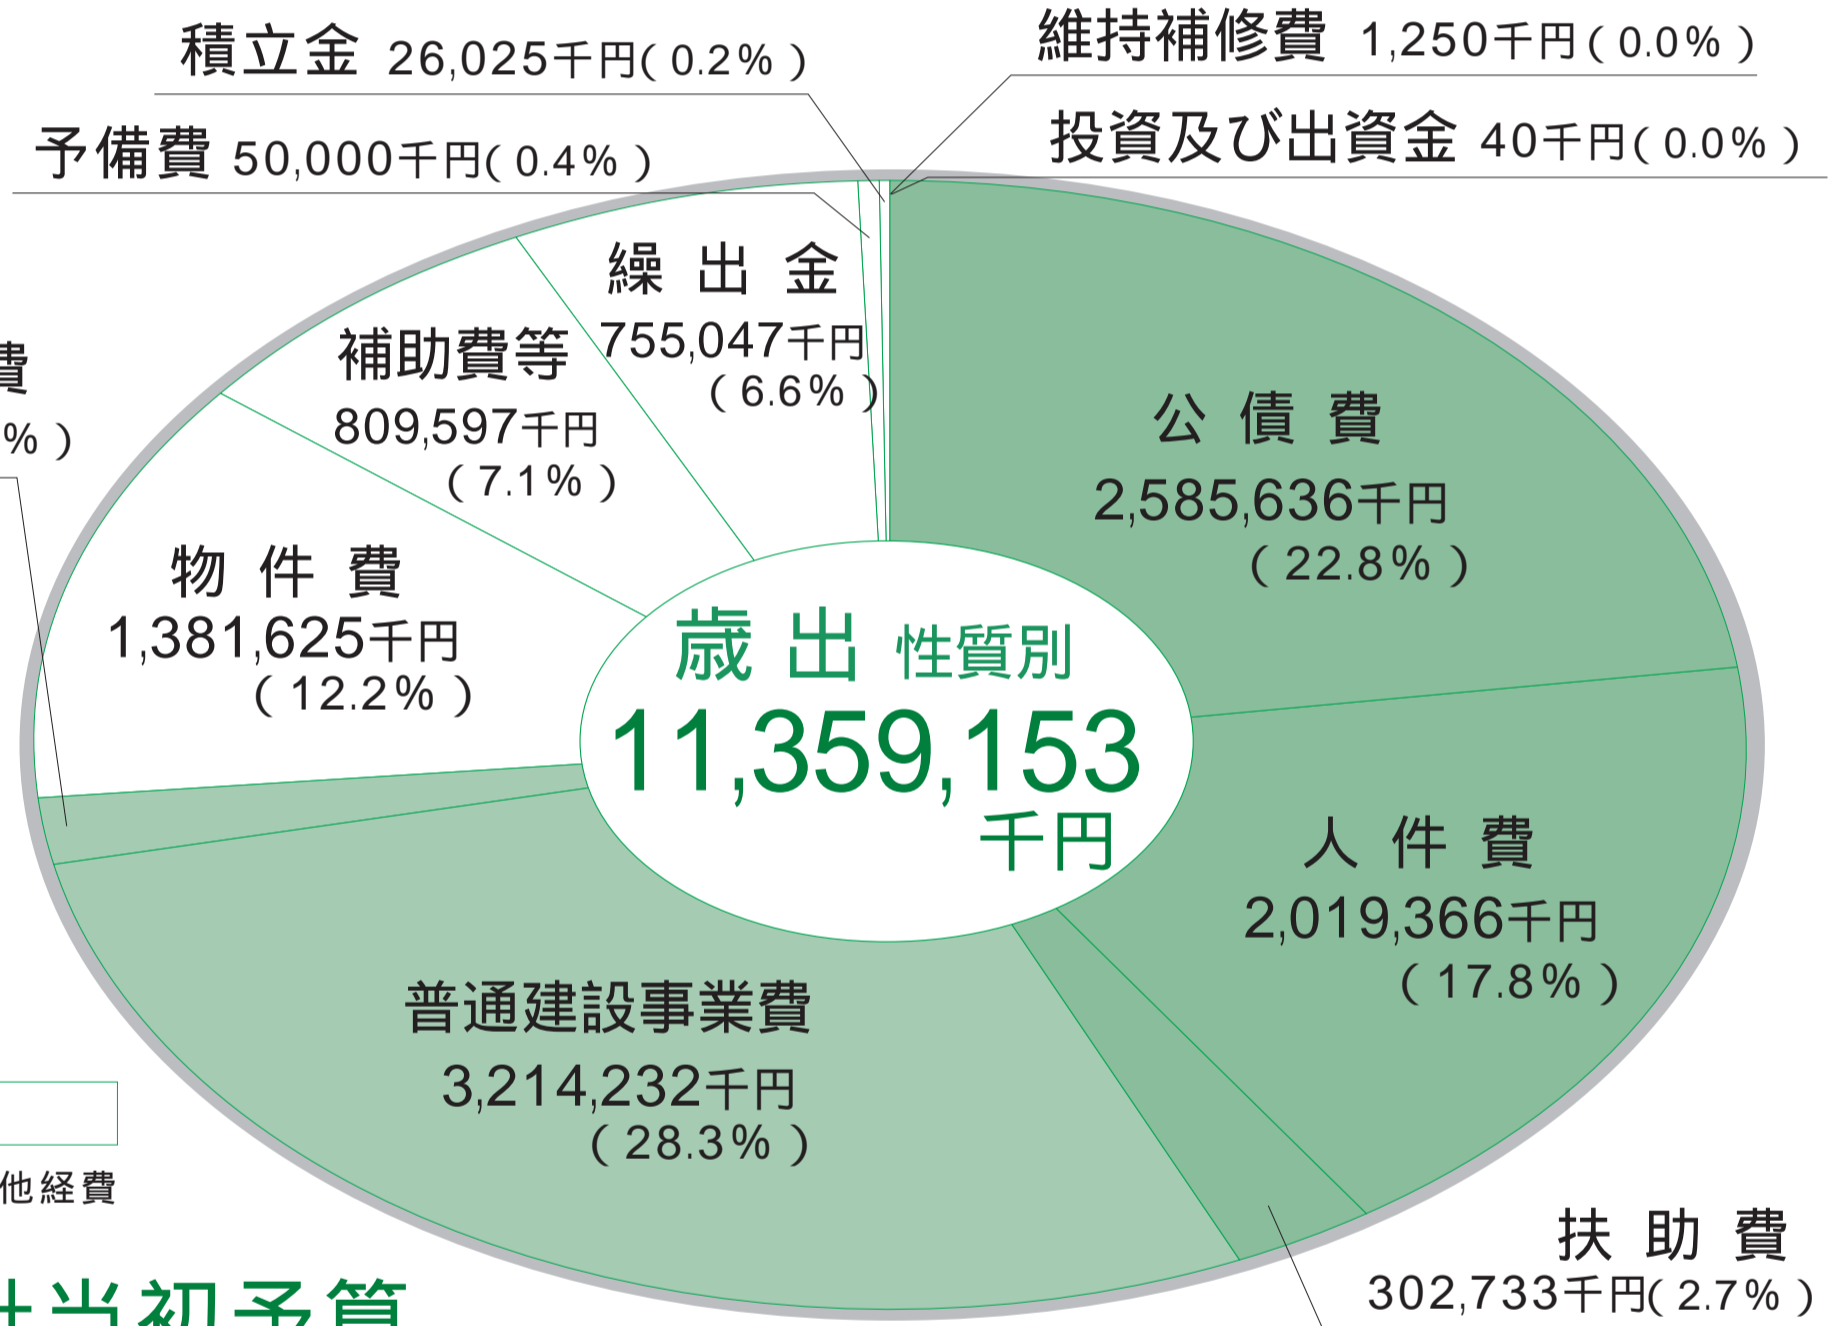 積立金 26,025千円(0.2%)
維持補修費 1,250千円(0.0%)
予備費 50,000千円(0.4%)
投資及び出資金 40千円(0.0%)
繰出金
755,047千円
(6.6%)
補助費等
809,597千円
(7.1%)
費
%)
公債費
2,585,636千円
(22.8%)
物件費
1,381,625千円
(12.2%)
歳出 性質別
11,359,153
千円
人件費
2,019,366千円
(17.8%)
普通建設事業費
3,214,232千円
(28.3%)
他経費
扶助費
302,733千円(2.7%)
当初予算